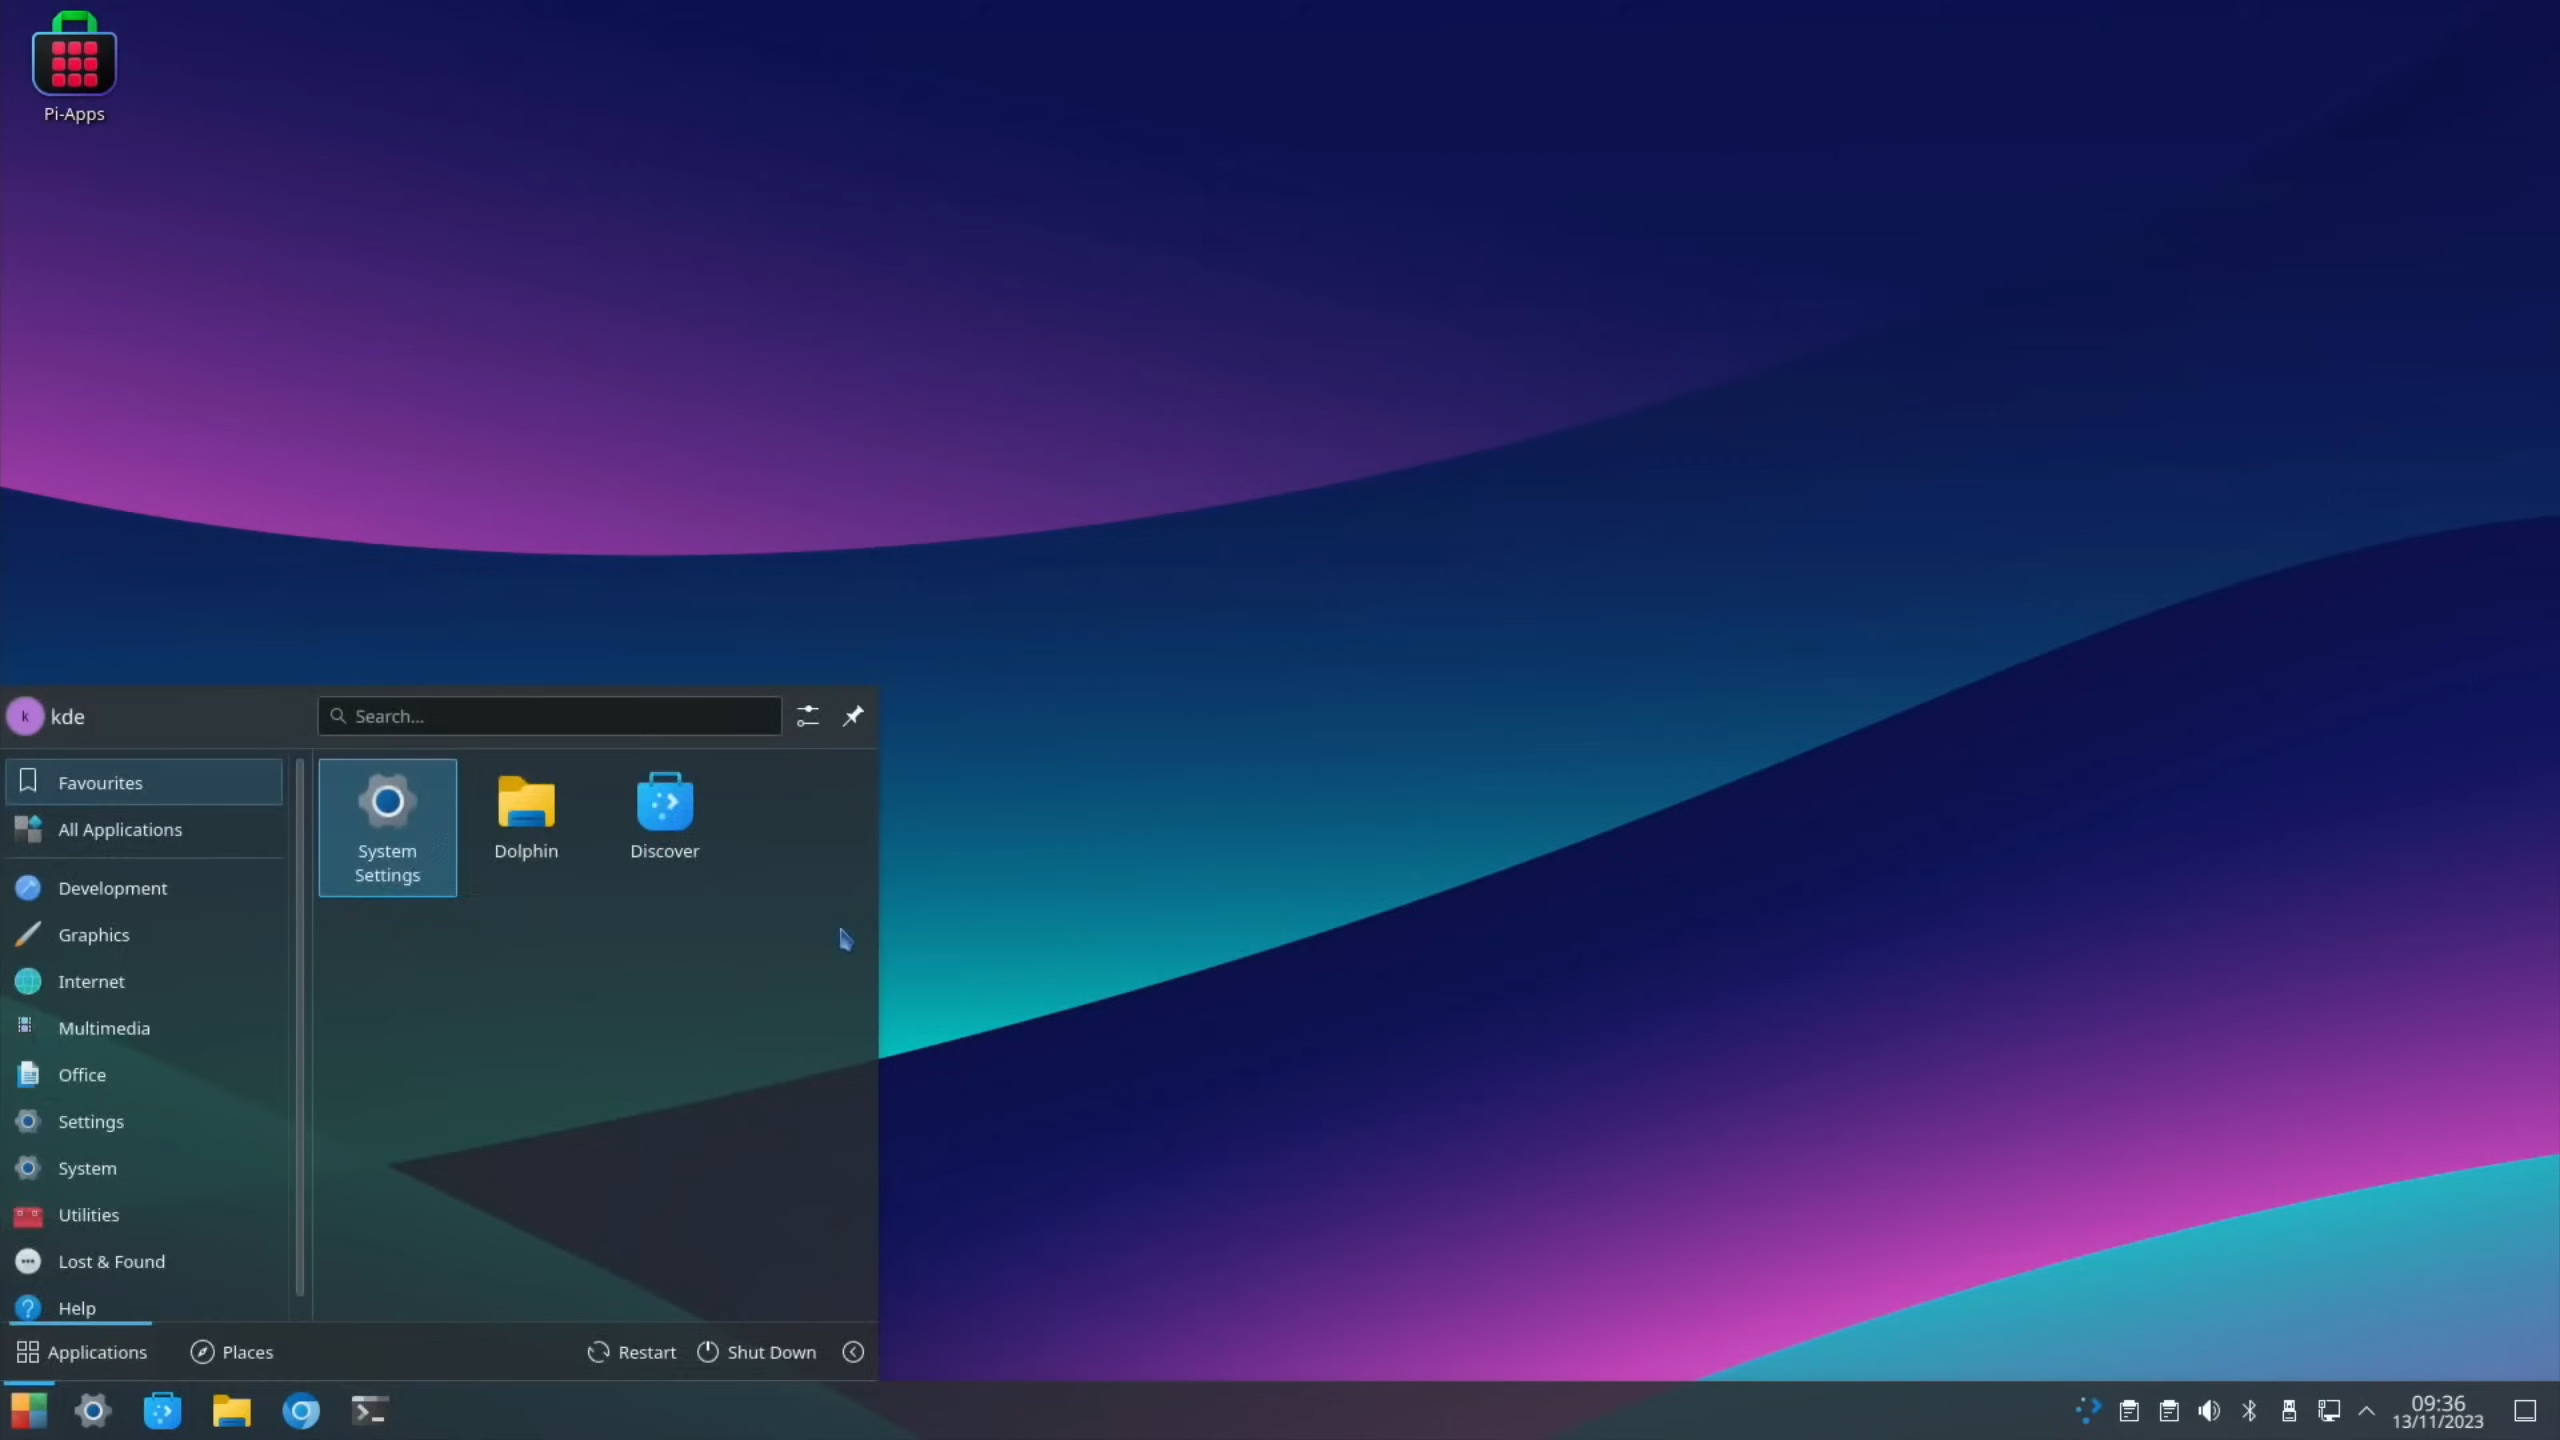 Pi-Apps
k
kde
Search...
Favourites
All Applications
Development
Graphics
Internet
Multimedia
Office
Settings
System
Utilities
Lost & Found
Help
System
Settings
Dolphin
Discover
Applications
Places
Restart
Shut Down
09:36
13/11/2023